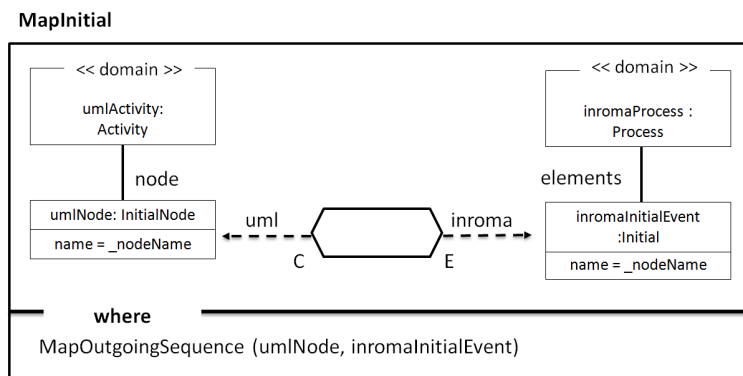 MapInitial
<< domain >>
umlActivity:
Activity
node
umlNode: InitialNode
name = _nodeName
uml
C
inroma
E
<< domain >>
inromaProcess :
Process
elements
inromaInitialEvent
:Initial
name = _nodeName
where
MapOutgoingSequence (umlNode, inromaInitialEvent)